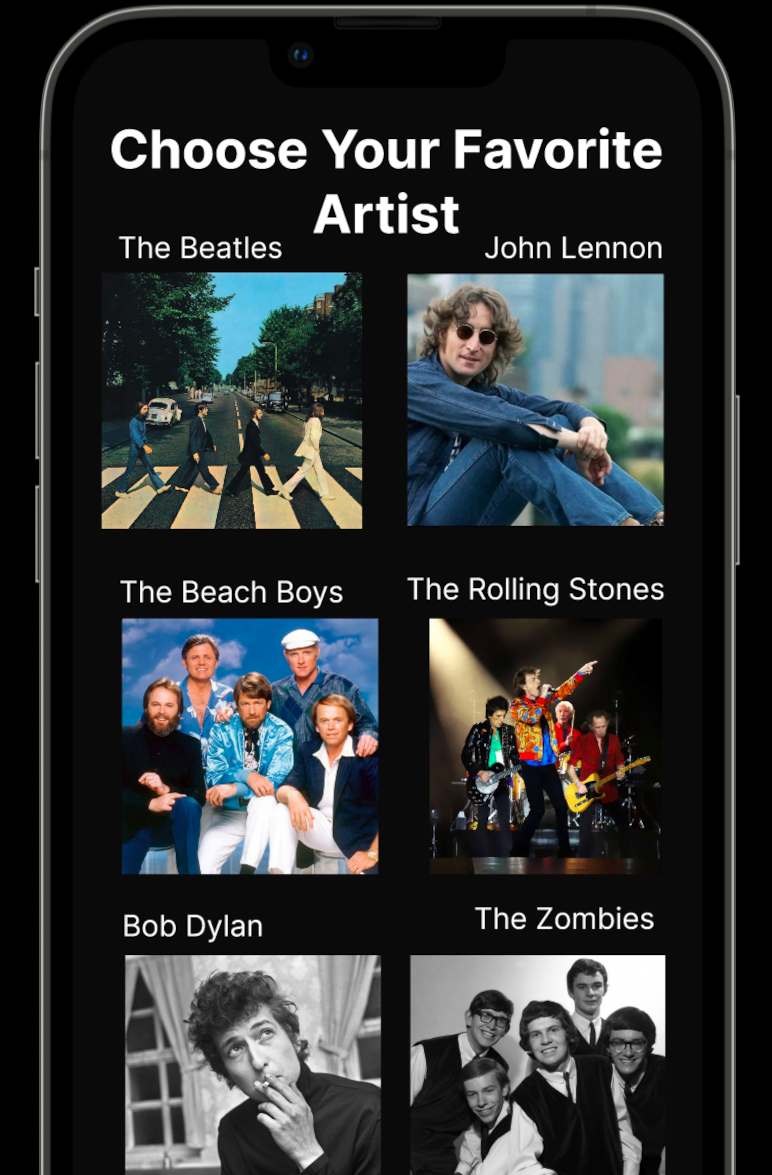 Choose Your Favorite
Artist
The Beatles
John Lennon
The Beach Boys
The Rolling Stones
Bob Dylan
The Zombies